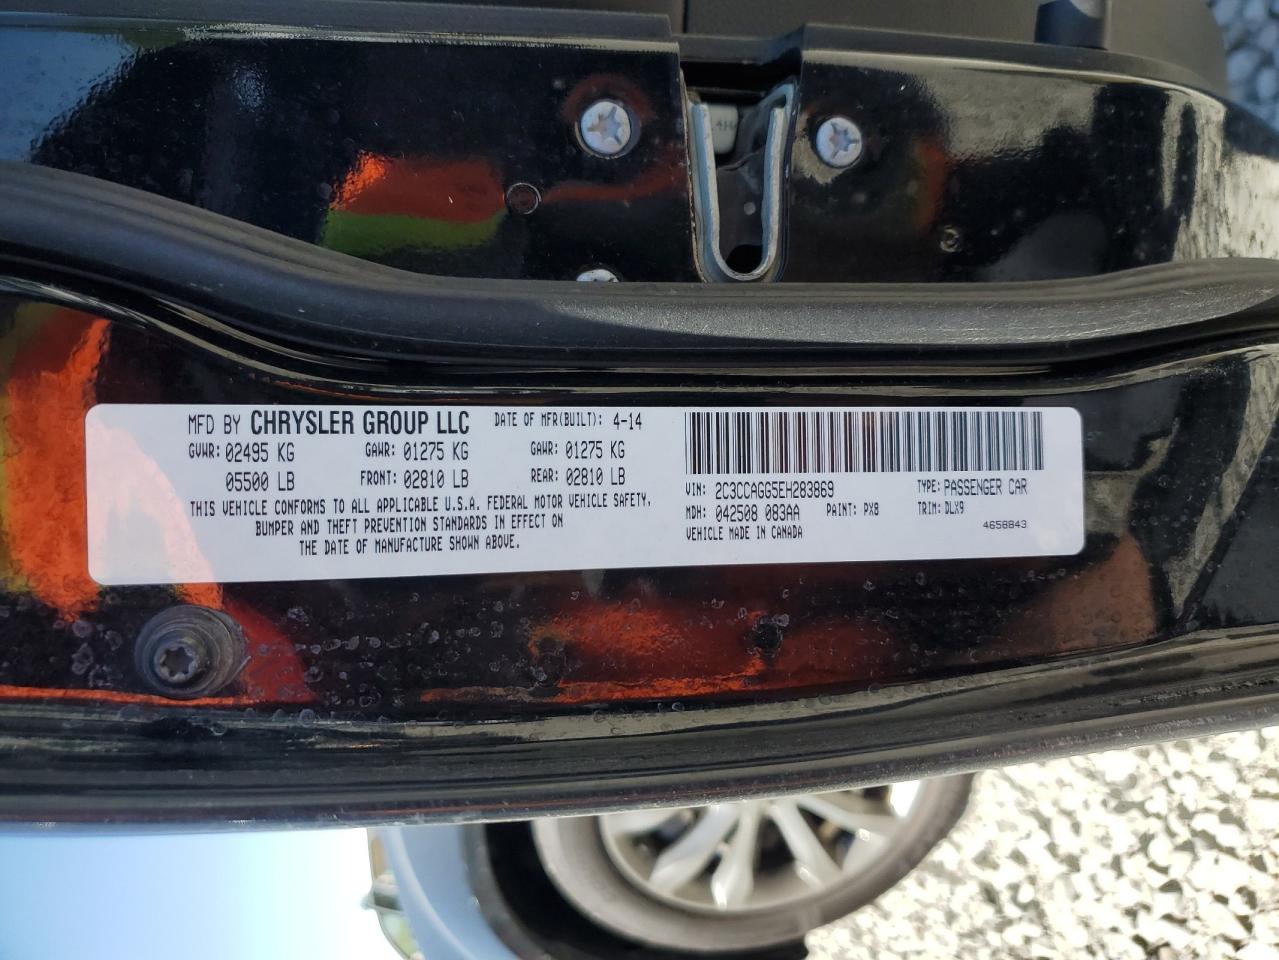 MFD BY CHRYSLER GROUP LLC DATE OF MFR(BUILT): 4-14
GVWR: 02495 KG GAWR: 01275 KG GAWR: 01275 KG
05500 LB FRONT: 02810 LB REAR: 02810 LB
THIS VEHICLE CONFORMS TO ALL APPLICABLE U.S.A. FEDERAL MOTOR VEHICLE SAFETY,
BUMPER AND THEFT PREVENTION STANDARDS IN EFFECT ON
THE DATE OF MANUFACTURE SHOWN ABOVE.
VIN: 2C3CCAGG5EH283869 TYPE: PASSENGER CAR
MDH: 042508 083AA PAINT: PX8 TRIM: DLX9
VEHICLE MADE IN CANADA 4658843